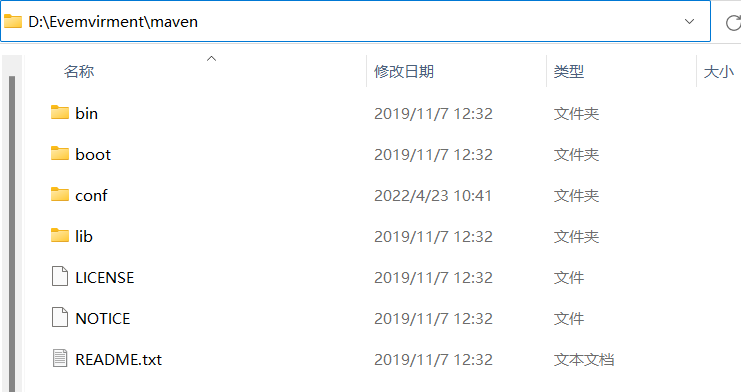 D:\Evemvirment\maven
名称 修改日期 类型 大小
bin 2019/11/7 12:32 文件夹
boot 2019/11/7 12:32 文件夹
conf 2022/4/23 10:41 文件夹
lib 2019/11/7 12:32 文件夹
LICENSE 2019/11/7 12:32 文件
NOTICE 2019/11/7 12:32 文件
README.txt 2019/11/7 12:32 文本文档